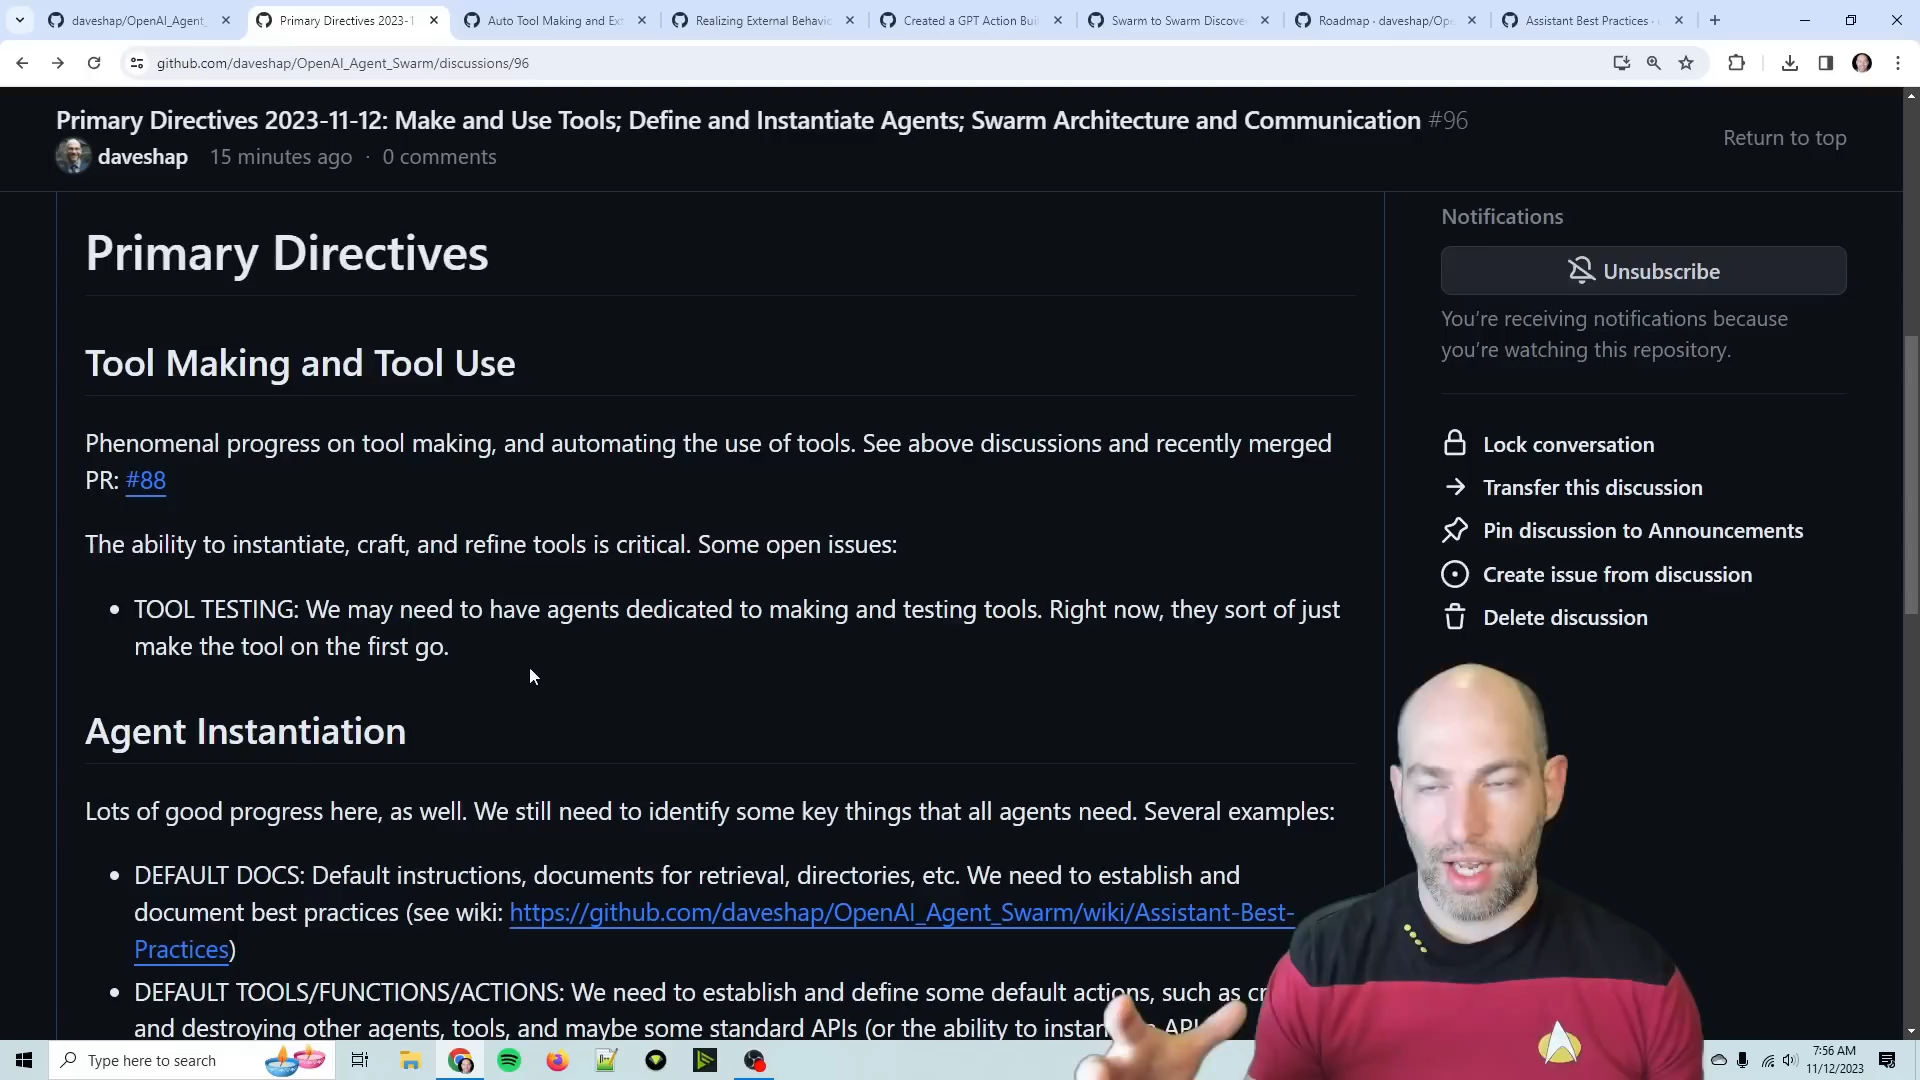 daveshap/OpenAI_Agent_
Primary Directives 2023-1
Auto Tool Making and Ex
Realizing External Behavio
Created a GPT Action Bui
Swarm to Swarm Discove
Roadmap · daveshap/Ope
Assistant Best Practices ·
github.com/daveshap/OpenAI_Agent_Swarm/discussions/96
Primary Directives 2023-11-12: Make and Use Tools; Define and Instantiate Agents; Swarm Architecture and Communication #96
daveshap 15 minutes ago · 0 comments
Return to top
Primary Directives
Tool Making and Tool Use
Phenomenal progress on tool making, and automating the use of tools. See above discussions and recently merged
PR: #88
The ability to instantiate, craft, and refine tools is critical. Some open issues:
• TOOL TESTING: We may need to have agents dedicated to making and testing tools. Right now, they sort of just
make the tool on the first go.
Agent Instantiation
Lots of good progress here, as well. We still need to identify some key things that all agents need. Several examples:
• DEFAULT DOCS: Default instructions, documents for retrieval, directories, etc. We need to establish and
document best practices (see wiki: https://github.com/daveshap/OpenAI_Agent_Swarm/wiki/Assistant-Best-
Practices)
• DEFAULT TOOLS/FUNCTIONS/ACTIONS: We need to establish and define some default actions, such as cr
and destroying other agents, tools, and maybe some standard APIs (or the ability to instan
Notifications
Unsubscribe
You're receiving notifications because
you're watching this repository.
Lock conversation
Transfer this discussion
Pin discussion to Announcements
Create issue from discussion
Delete discussion
Type here to search
7:56 AM
11/12/2023